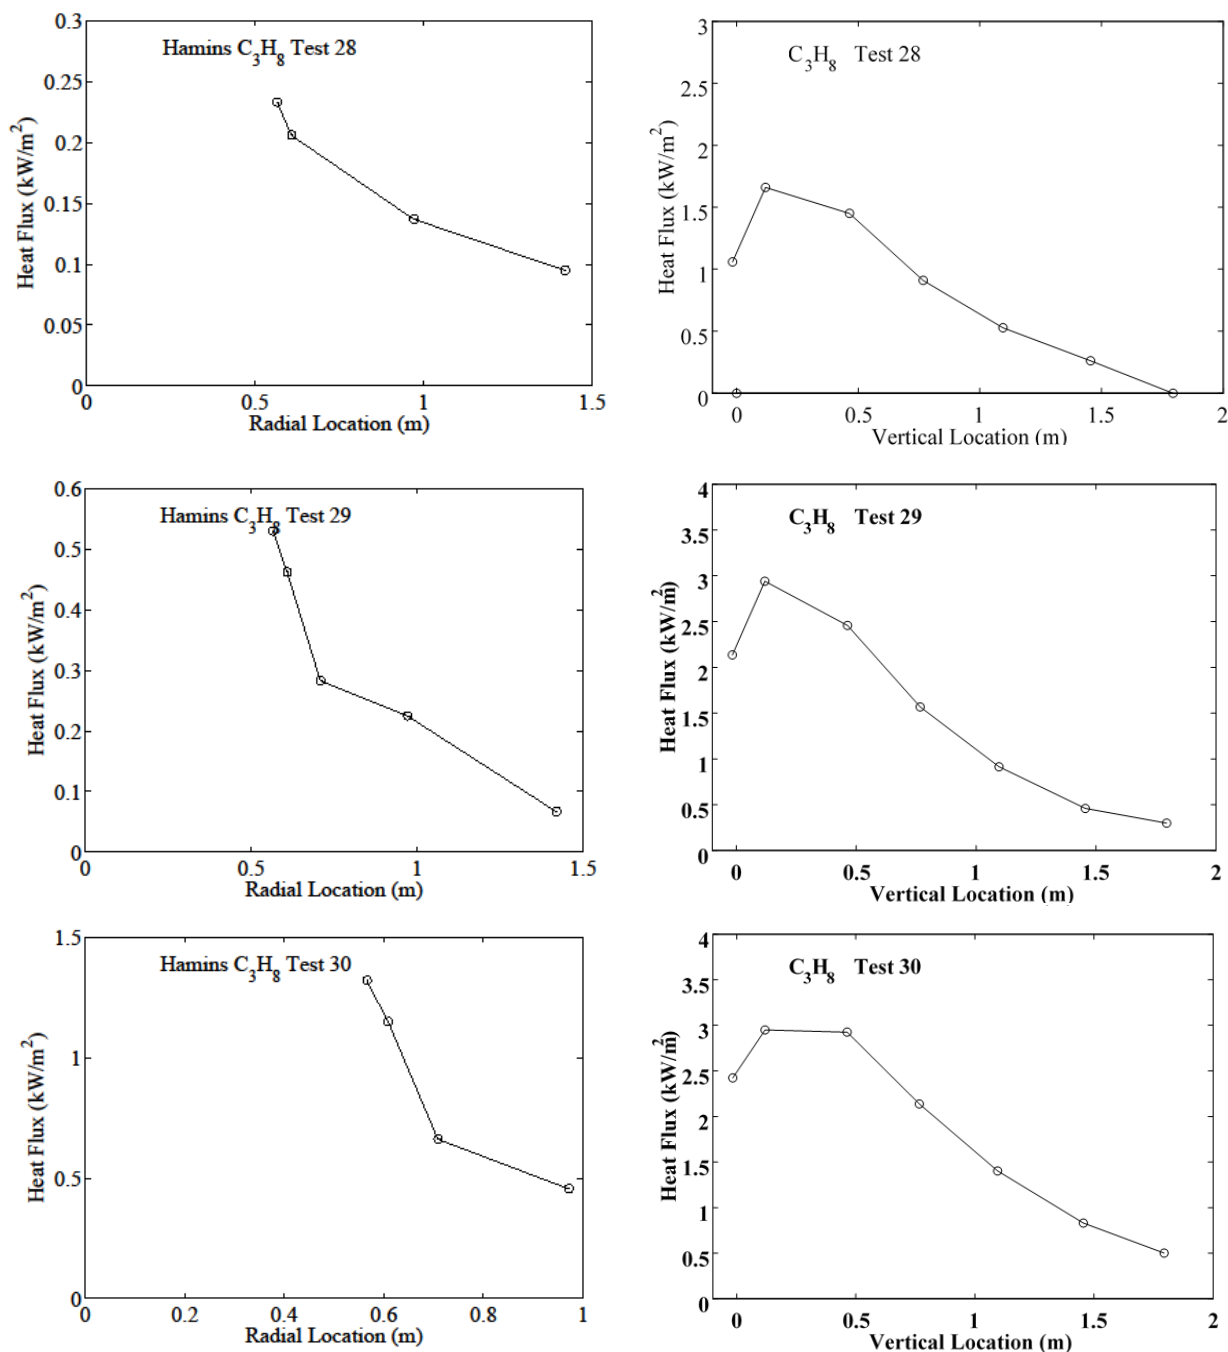 Hamins C3H8 Test 28
Heat Flux (kW/m2)
0.3
0.25
0.2
0.15
0.1
0.05
0
0 0.5 1 1.5
Radial Location (m)
C3H8 Test 28
Heat Flux (kW/m2)
3
2.5
2
1.5
1
0.5
0
0 0.5 1 1.5 2
Vertical Location (m)
Hamins C3H8 Test 29
Heat Flux (kW/m2)
0.6
0.5
0.4
0.3
0.2
0.1
0
0 0.5 1 1.5
Radial Location (m)
C3H8 Test 29
Heat Flux (kW/m2)
4
3.5
3
2.5
2
1.5
1
0.5
0
0 0.5 1 1.5 2
Vertical Location (m)
Hamins C3H8 Test 30
Heat Flux (kW/m2)
1.5
1
0.5
0
0 0.2 0.4 0.6 0.8 1
Radial Location (m)
C3H8 Test 30
Heat Flux (kW/m2)
4
3.5
3
2.5
2
1.5
1
0.5
0
0 0.5 1 1.5 2
Vertical Location (m)